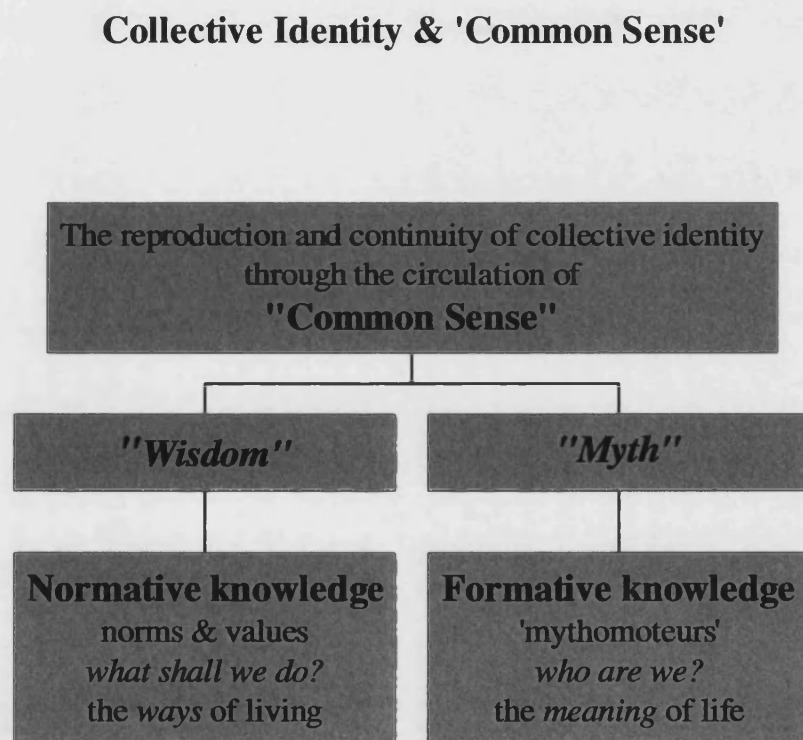 Collective Identity & 'Common Sense'
The reproduction and continuity of collective identity
through the circulation of
"Common Sense"
"Wisdom"
"Myth"
Normative knowledge
norms & values
what shall we do?
the ways of living
Formative knowledge
'mythomoteurs'
who are we?
the meaning of life